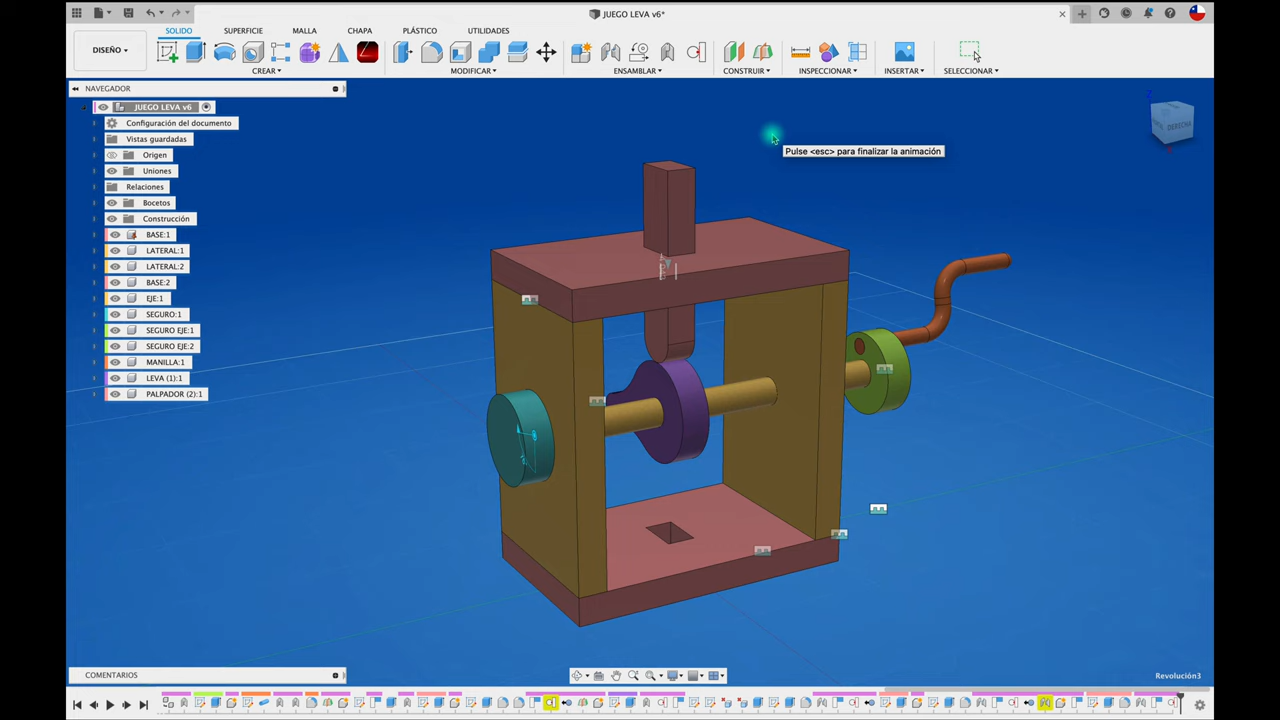 JUEGO LEVA v6*
DISEÑO
SOLIDO
SUPERFICIE
MALLA
CHAPA
PLÁSTICO
UTILIDADES
CREAR
MODIFICAR
ENSAMBLAR
CONSTRUIR
INSPECCIONAR
INSERTAR
SELECCIONAR
NAVEGADOR
JUEGO LEVA v6
Configuración del documento
Vistas guardadas
Origen
Uniones
Relaciones
Bocetos
Construcción
BASE:1
LATERAL:1
LATERAL:2
BASE:2
EJE:1
SEGURO:1
SEGURO EJE:1
SEGURO EJE:2
MANILLA:1
LEVA (1):1
PALPADOR (2):1
Pulse <esc> para finalizar la animación
DERECHA
COMENTARIOS
Revolución3